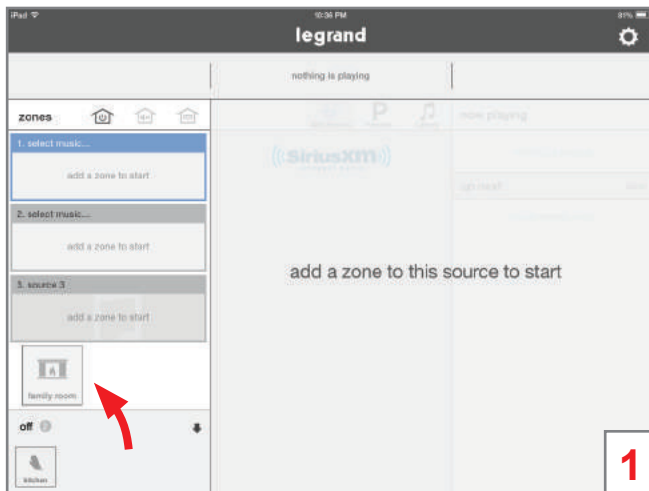 iPad 10:36 PM 81%
legrand
nothing is playing
zones
P
now playing
1. select music...
add a zone to start
((SiriusXM))
up next
2. select music...
add a zone to start
add a zone to this source to start
3. source 3
add a zone to start
family room
off
kitchen
1